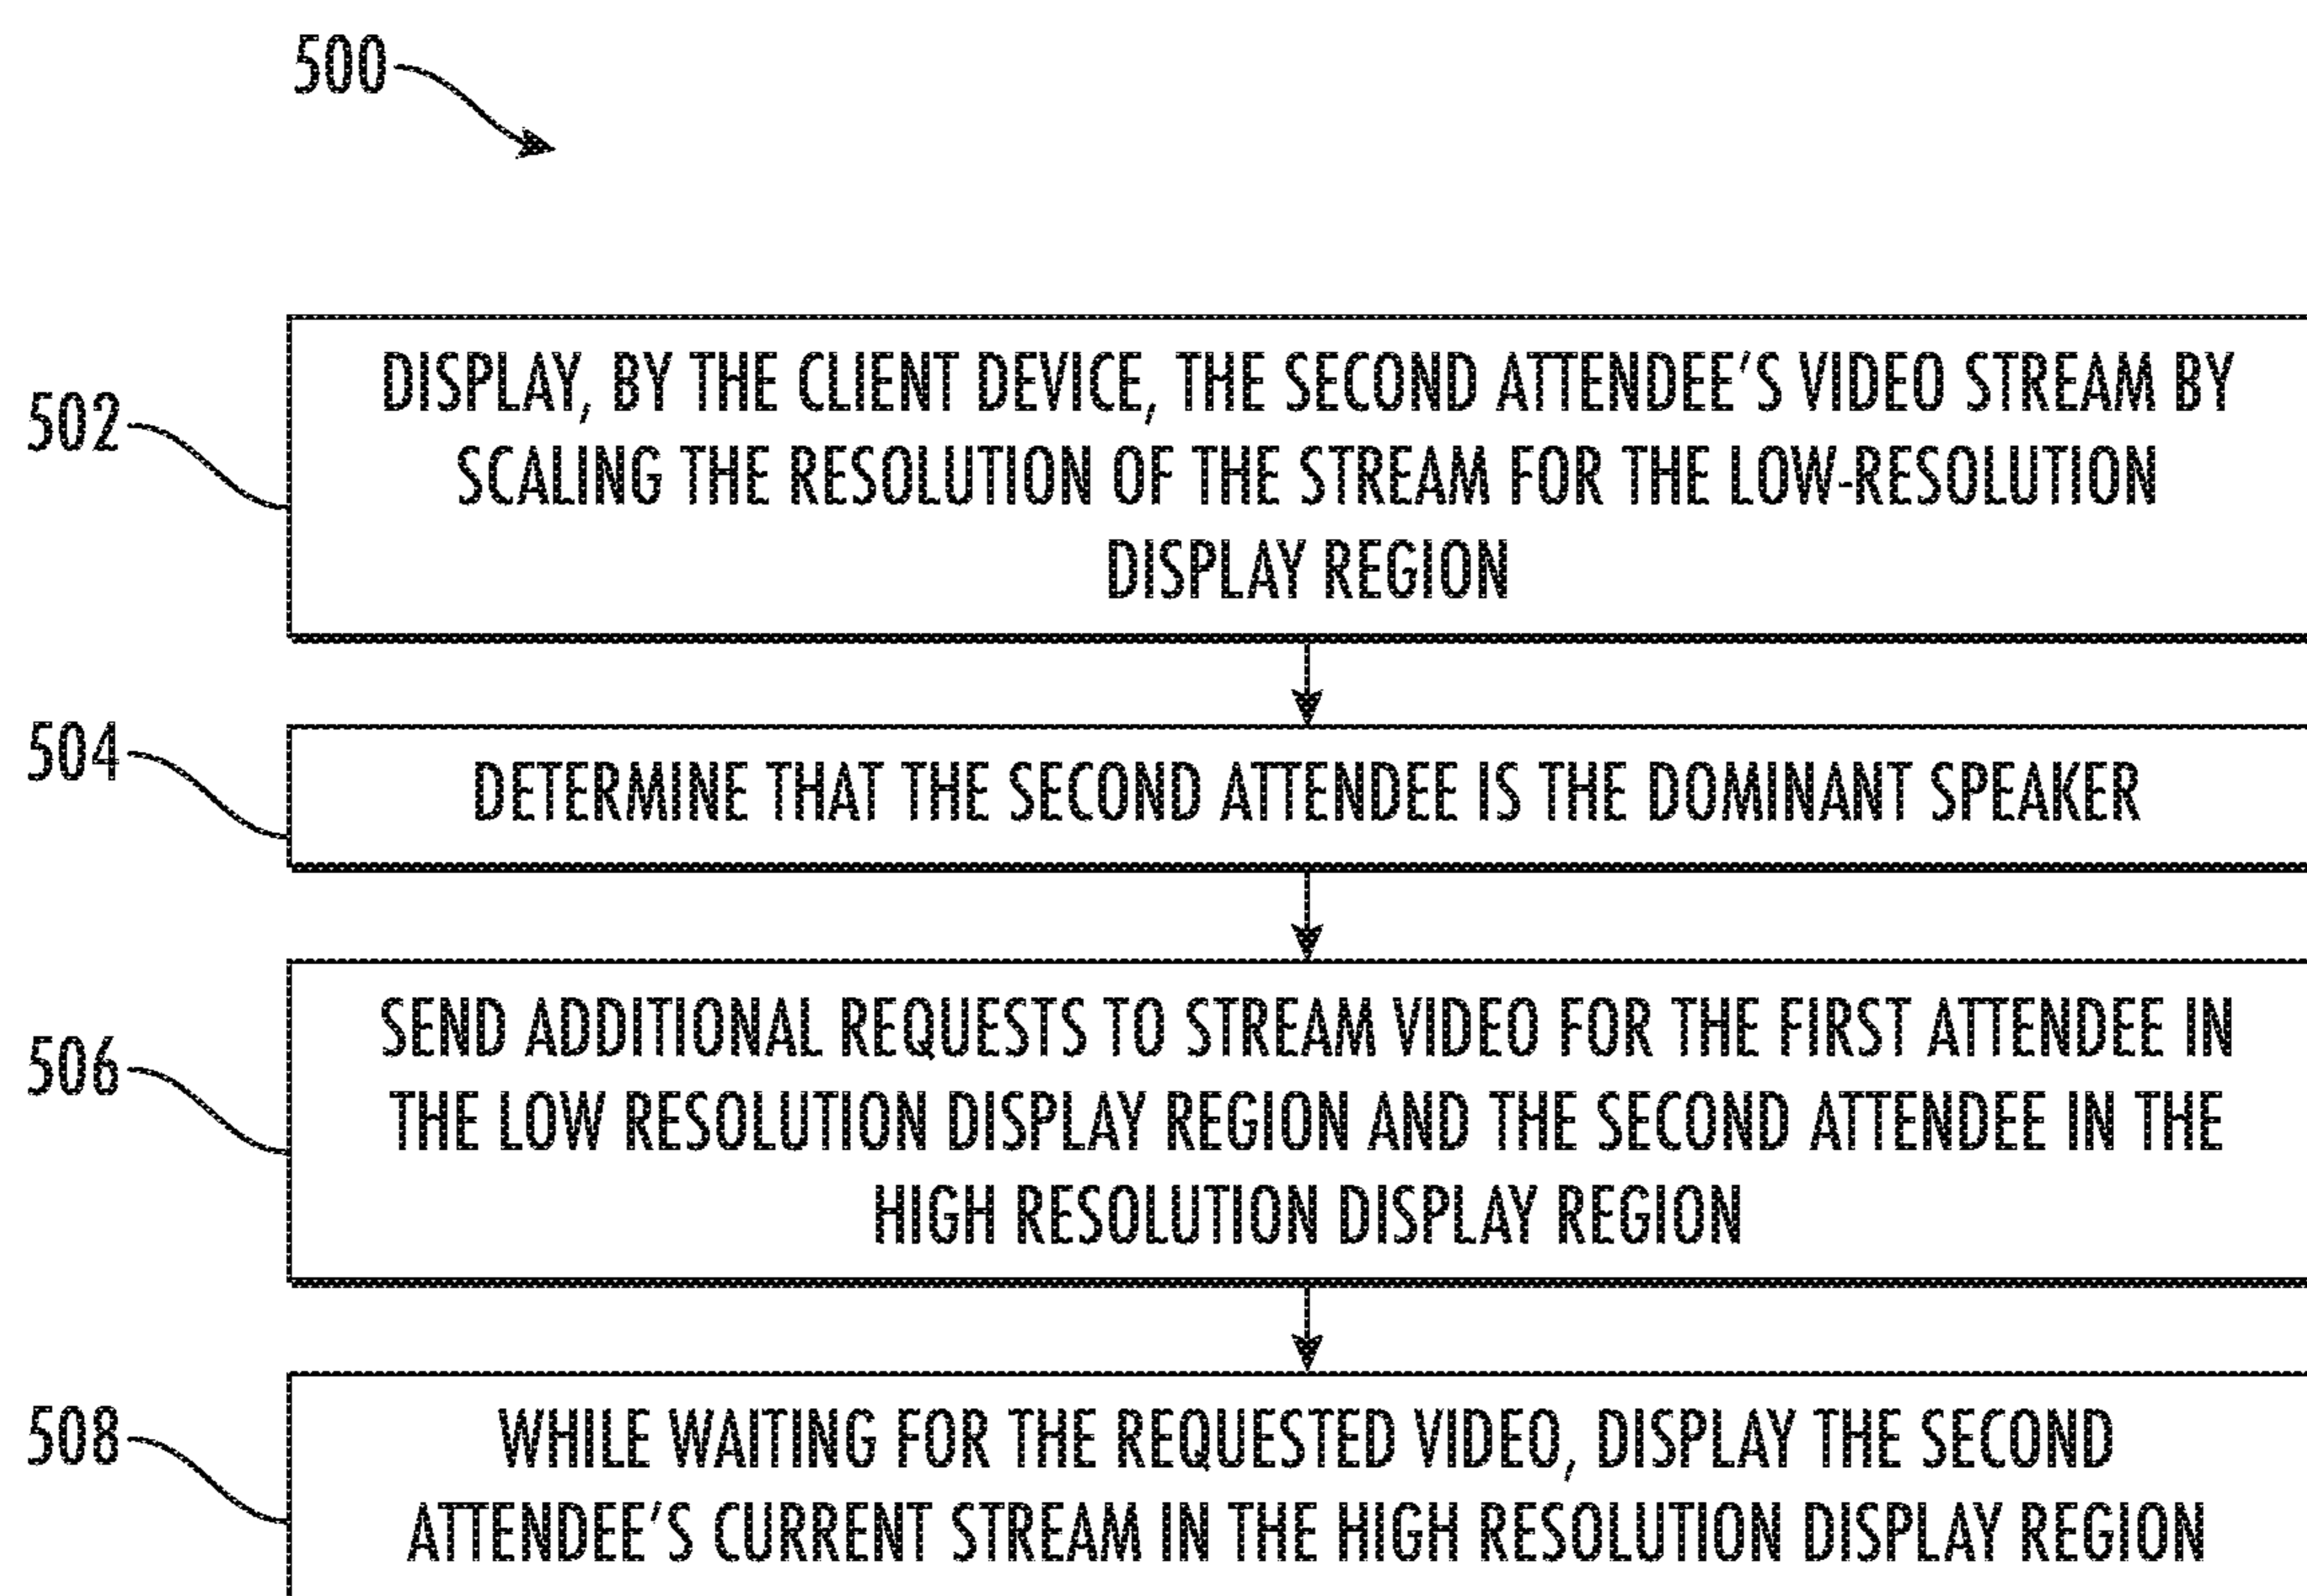 500
502
DISPLAY, BY THE CLIENT DEVICE, THE SECOND ATTENDEE'S VIDEO STREAM BY
SCALING THE RESOLUTION OF THE STREAM FOR THE LOW-RESOLUTION
DISPLAY REGION
504
DETERMINE THAT THE SECOND ATTENDEE IS THE DOMINANT SPEAKER
506
SEND ADDITIONAL REQUESTS TO STREAM VIDEO FOR THE FIRST ATTENDEE IN
THE LOW RESOLUTION DISPLAY REGION AND THE SECOND ATTENDEE IN THE
HIGH RESOLUTION DISPLAY REGION
508
WHILE WAITING FOR THE REQUESTED VIDEO, DISPLAY THE SECOND
ATTENDEE'S CURRENT STREAM IN THE HIGH RESOLUTION DISPLAY REGION